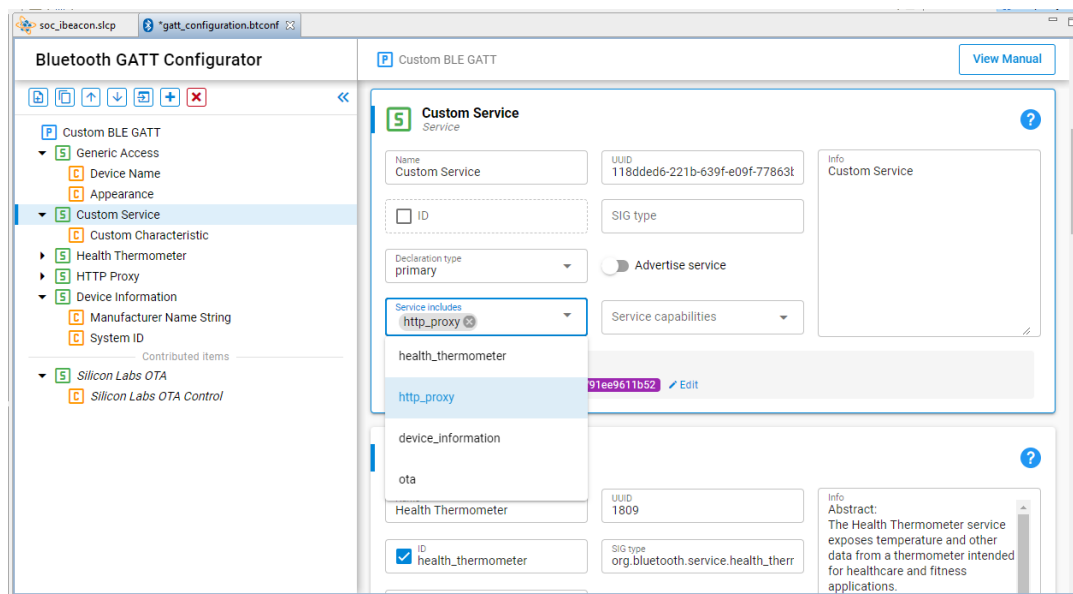 soc_ibeacon.slcp
*gatt_configuration.btconf
Bluetooth GATT Configurator
P Custom BLE GATT
View Manual
P Custom BLE GATT
S Generic Access
C Device Name
C Appearance
S Custom Service
C Custom Characteristic
S Health Thermometer
S HTTP Proxy
S Device Information
C Manufacturer Name String
C System ID
Contributed items
S Silicon Labs OTA
C Silicon Labs OTA Control
S Custom Service
Service
?
Name
Custom Service
UUID
118dded6-221b-639f-e09f-77863b
Info
Custom Service
ID
SIG type
Declaration type
primary
Advertise service
Service includes
http_proxy
Service capabilities
health_thermometer
http_proxy
device_information
ota
91ee9611b52
Edit
?
Name
Health Thermometer
UUID
1809
Info
Abstract:
The Health Thermometer service
exposes temperature and other
data from a thermometer intended
for healthcare and fitness
applications.
ID
health_thermometer
SIG type
org.bluetooth.service.health_therr